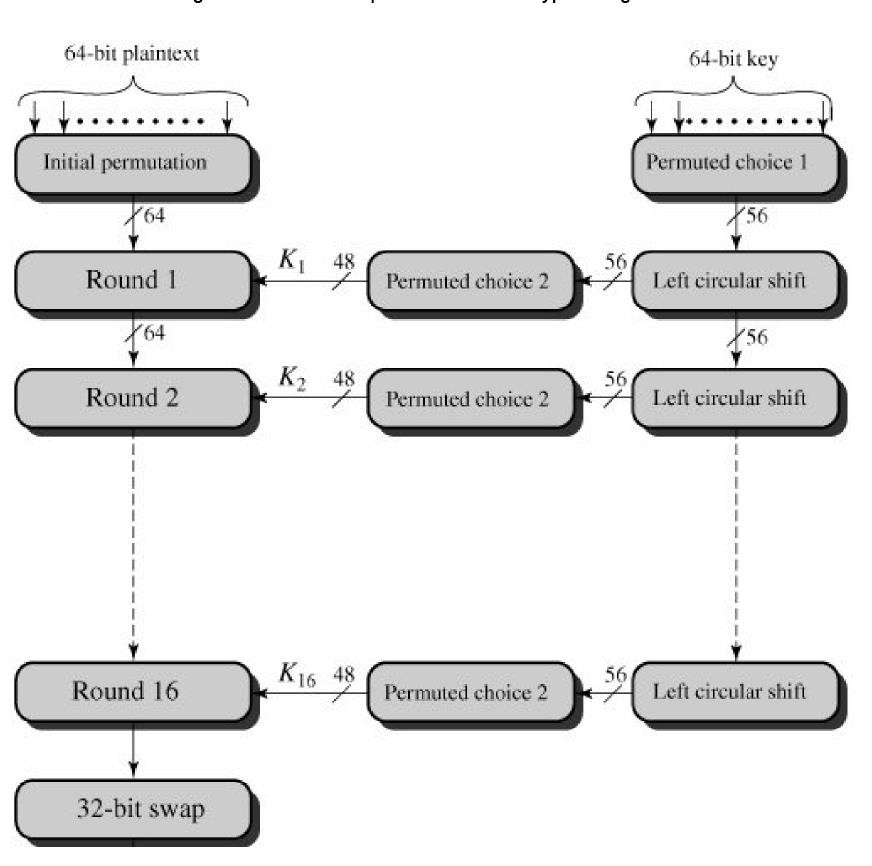 64-bit plaintext
64-bit key
Initial permutation
Permuted choice 1
64
56
Round 1
K1
48
Permuted choice 2
56
Left circular shift
64
56
Round 2
K2
48
Permuted choice 2
56
Left circular shift
Round 16
K16
48
Permuted choice 2
56
Left circular shift
32-bit swap